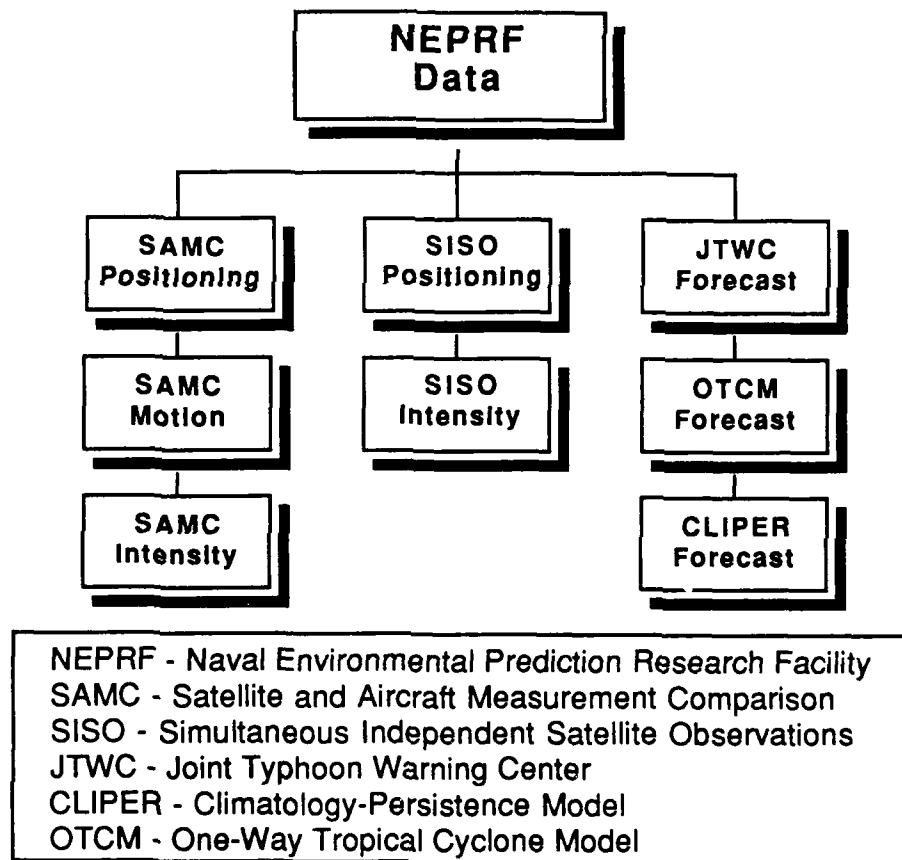 NEPRF
Data
SAMC
Positioning
SISO
Positioning
JTWC
Forecast
SAMC
Motion
SISO
Intensity
OTCM
Forecast
SAMC
Intensity
CLIPER
Forecast
NEPRF - Naval Environmental Prediction Research Facility
SAMC - Satellite and Aircraft Measurement Comparison
SISO - Simultaneous Independent Satellite Observations
JTWC - Joint Typhoon Warning Center
CLIPER - Climatology-Persistence Model
OTCM - One-Way Tropical Cyclone Model